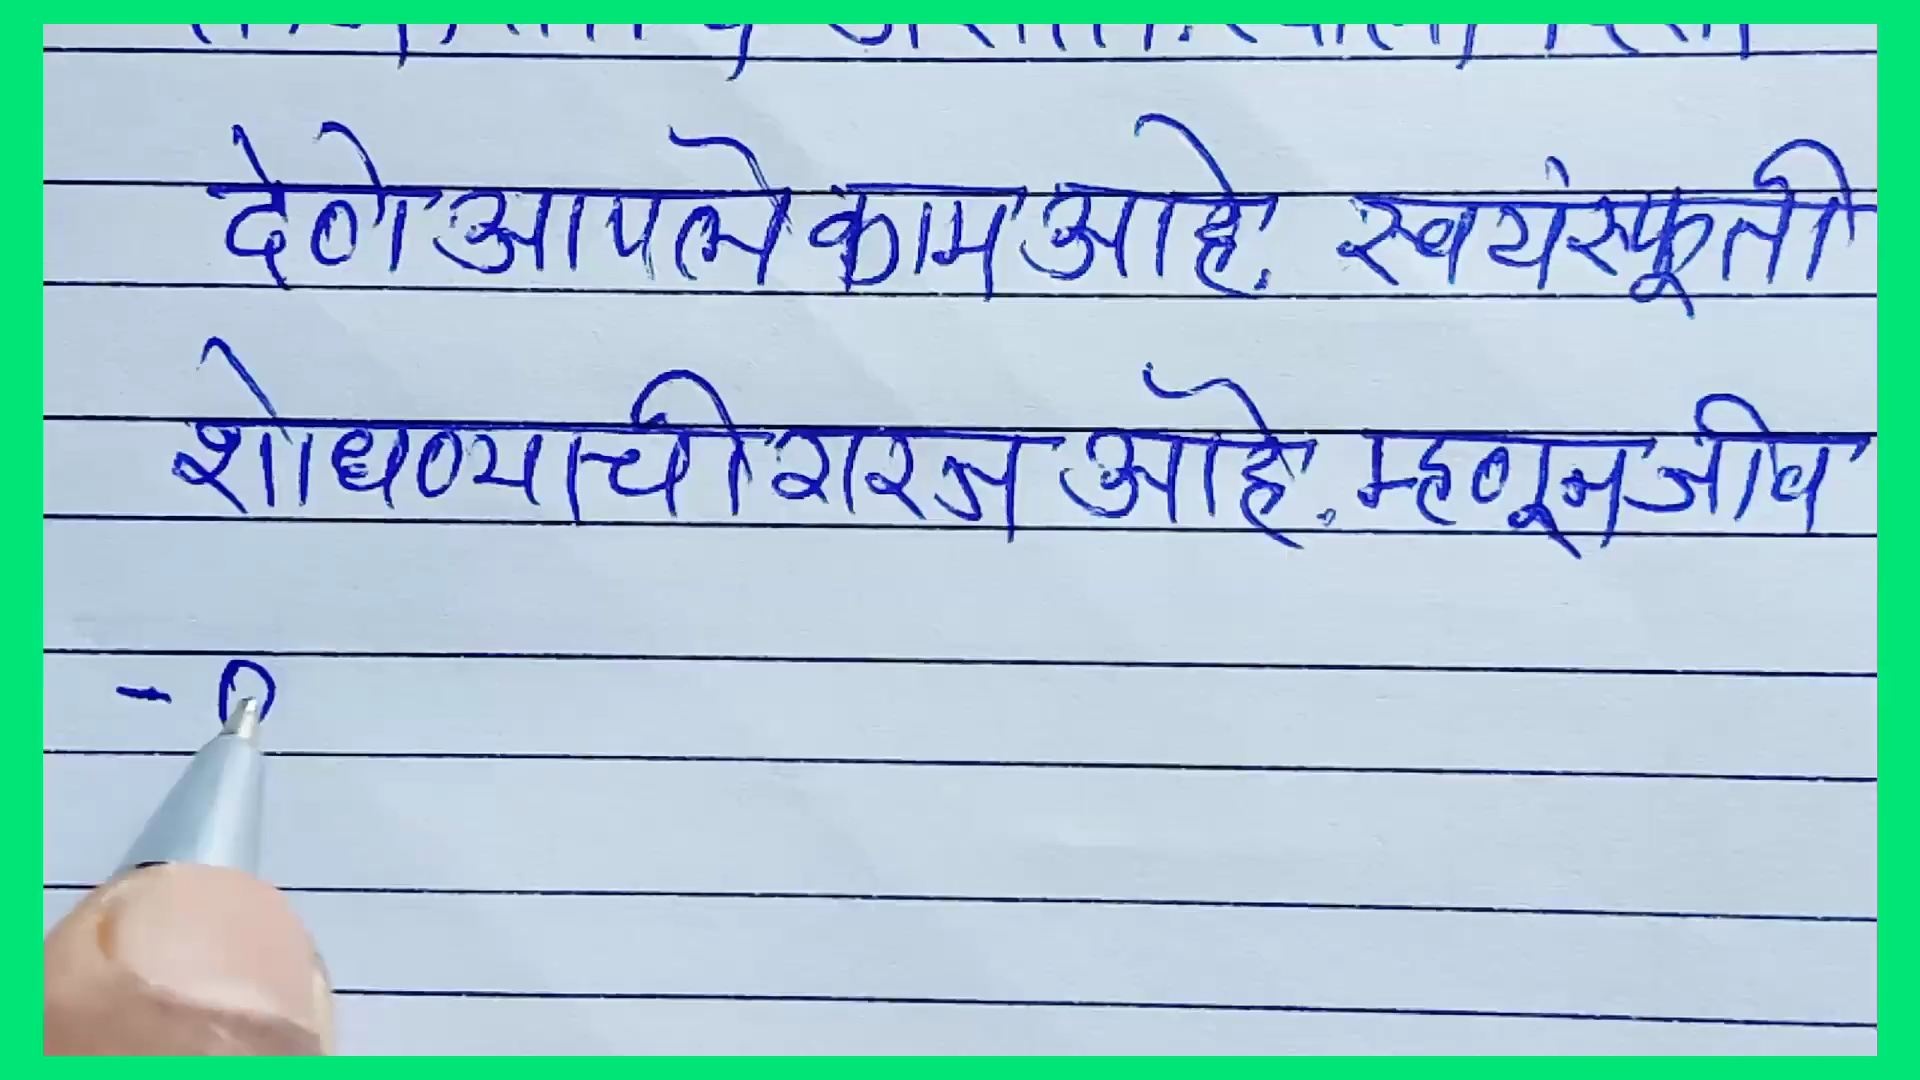 देणे आपले काम आहे. स्वयंस्फूर्ती
शोधण्याची गरज आहे. म्हणून जीव
-